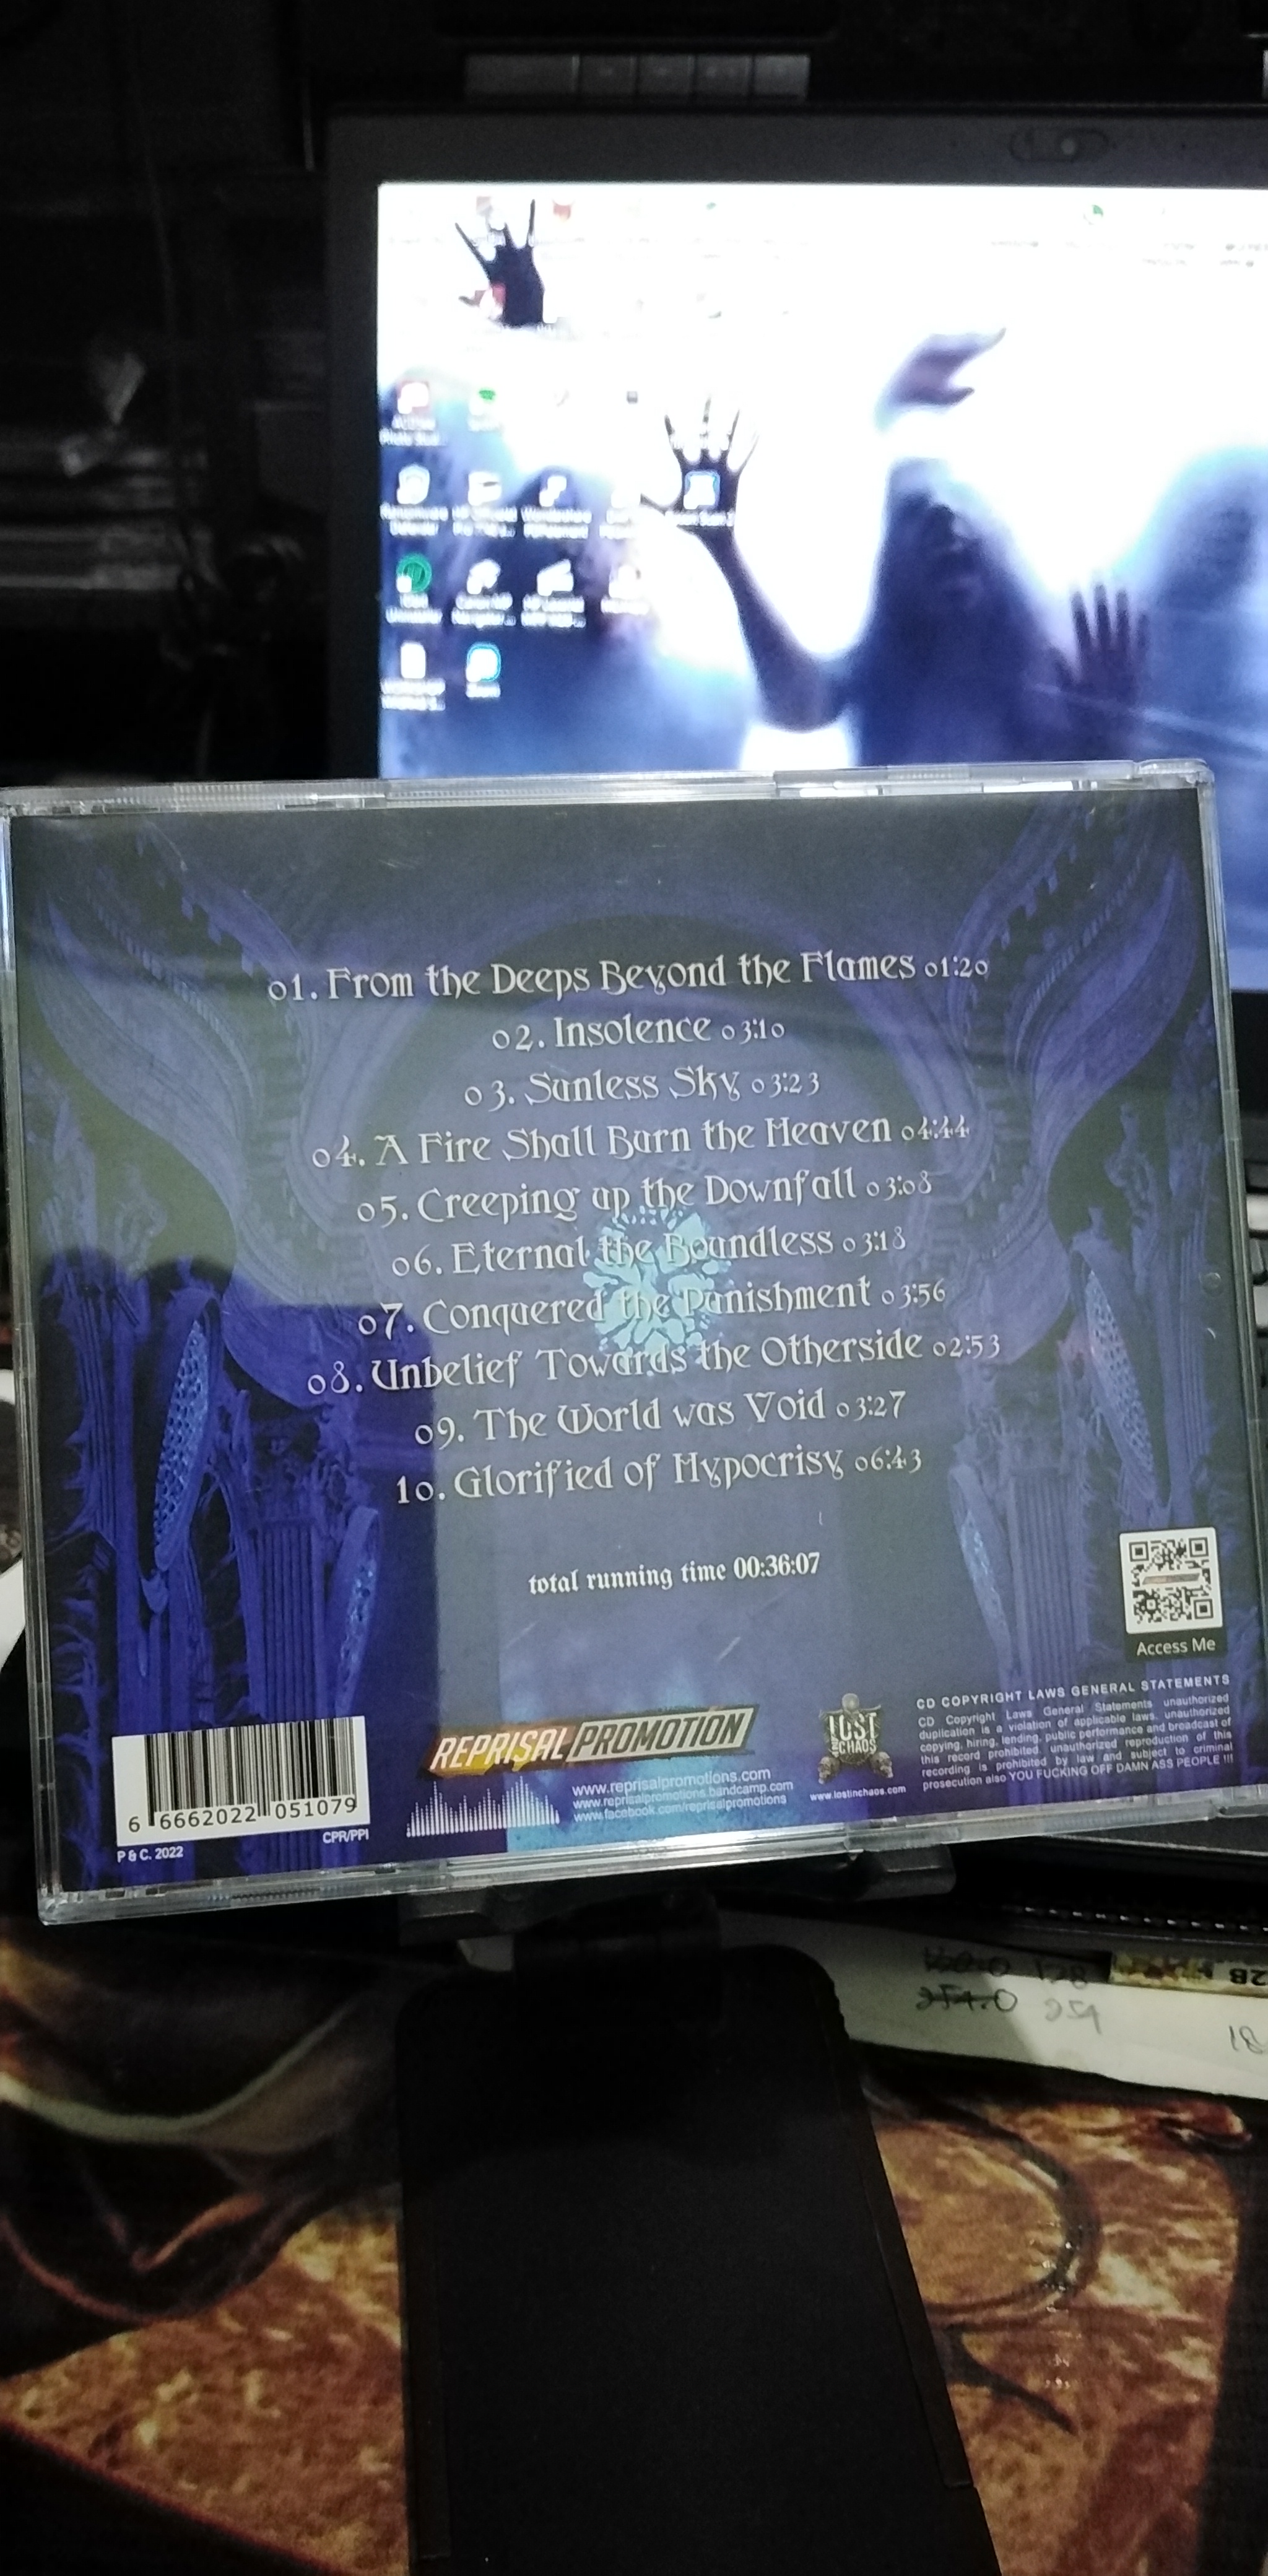 01. From the Deeps Beyond the Flames 01:20
02. Insolence 03:10
03. Sunless Sky 03:23
04. A Fire Shall Burn the Heaven 04:44
05. Creeping up the Downfall 03:08
06. Eternal the Boundless 03:18
07. Conquered the Punishment 03:56
08. Unbelief Towards the Otherside 02:53
09. The World was Void 03:27
10. Glorified of Hypocrisy 06:43
total running time 00:36:07
Access Me
6 6662022 051079
P & C. 2022
CPR/PPI
REPRISAL PROMOTION
www.reprisalpromotions.com
www.reprisalpromotions.bandcamp.com
www.facebook.com/reprisalpromotions
LOST
IN CHAOS
www.lostinchaos.com
CD COPYRIGHT LAWS GENERAL STATEMENTS
CD Copyright Laws General Statements unauthorized
duplication is a violation of applicable laws. unauthorized
copying, hiring, lending, public performance and broadcast of
this record prohibited. unauthorized reproduction of this
recording is prohibited by law and subject to criminal
prosecution also YOU FUCKING OFF DAMN ASS PEOPLE !!!
2B
254.0 254